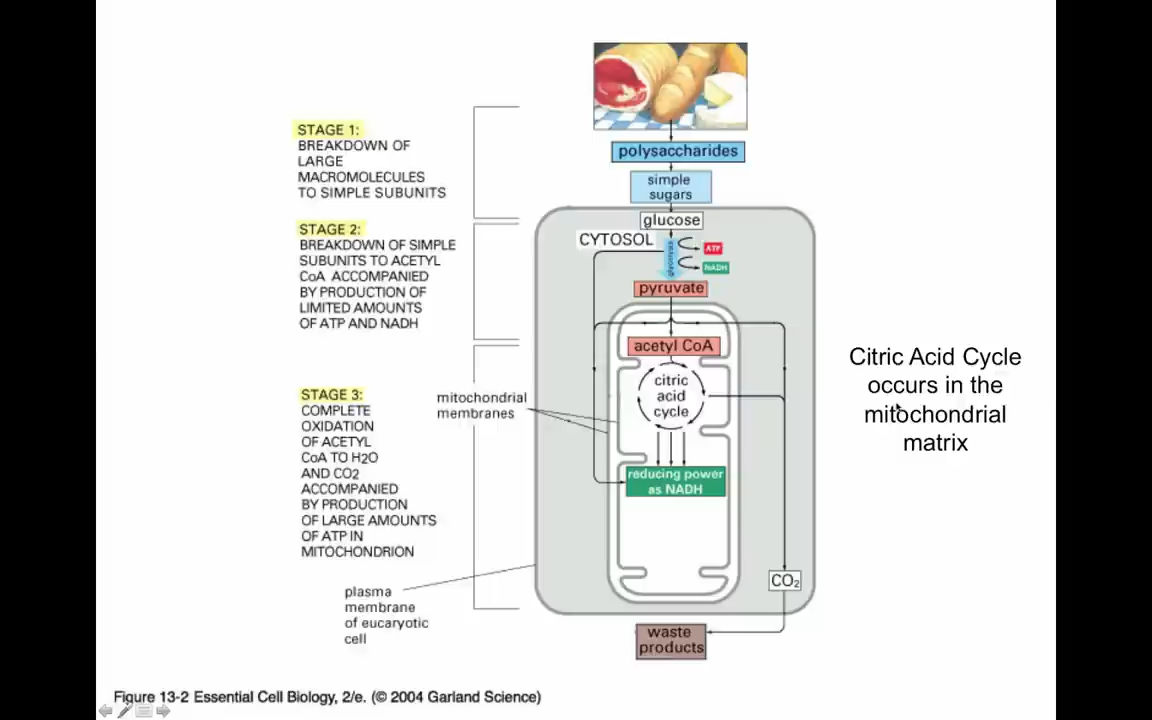 STAGE 1:
BREAKDOWN OF
LARGE
MACROMOLECULES
TO SIMPLE SUBUNITS
STAGE 2:
BREAKDOWN OF SIMPLE
SUBUNITS TO ACETYL
CoA ACCOMPANIED
BY PRODUCTION OF
LIMITED AMOUNTS
OF ATP AND NADH
STAGE 3:
COMPLETE
OXIDATION
OF ACETYL
CoA TO H2O
AND CO2
ACCOMPANIED
BY PRODUCTION
OF LARGE AMOUNTS
OF ATP IN
MITOCHONDRION
polysaccharides
simple
sugars
glucose
CYTOSOL
glycolysis
ATP
NADH
pyruvate
acetyl CoA
citric
acid
cycle
mitochondrial
membranes
reducing power
as NADH
plasma
membrane
of eucaryotic
cell
CO2
waste
products
Citric Acid Cycle
occurs in the
mitochondrial
matrix
Figure 13-2 Essential Cell Biology, 2/e. (© 2004 Garland Science)